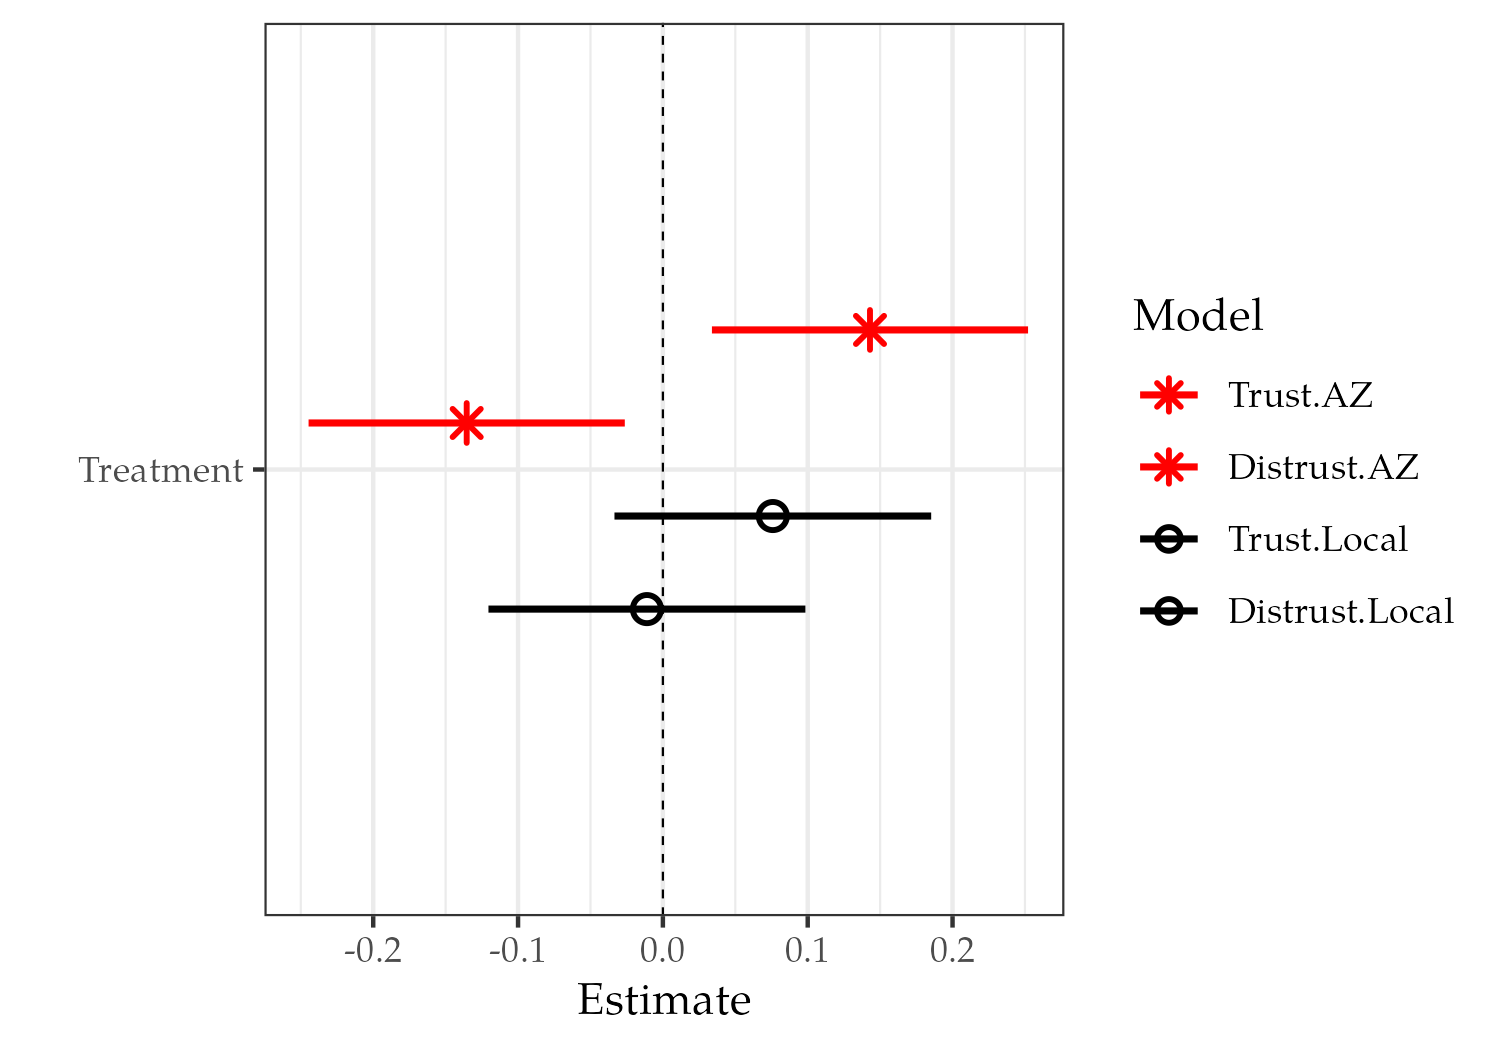 Treatment
-0.2 -0.1 0.0 0.1 0.2
Estimate
Model
Trust.AZ
Distrust.AZ
Trust.Local
Distrust.Local